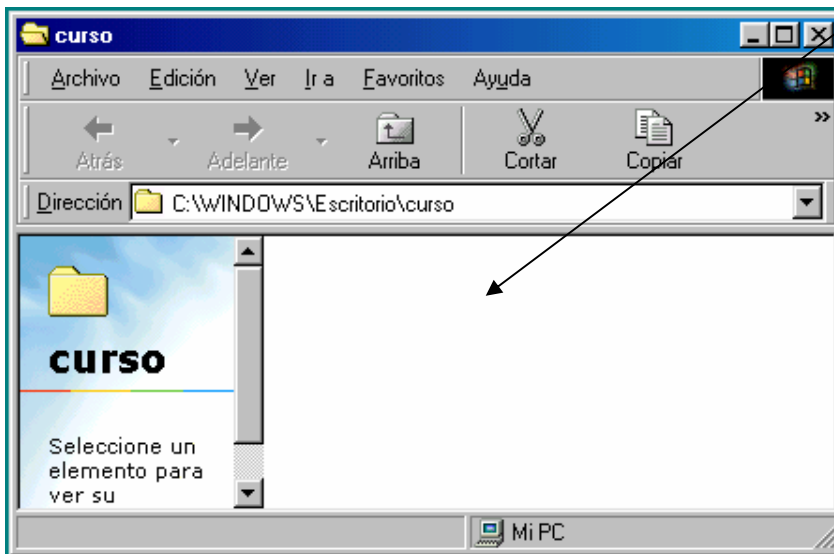 curso
Archivo Edición Ver Ir a Favoritos Ayuda
Atrás Adelante Arriba Cortar Copiar »
Dirección C:\WINDOWS\Escritorio\curso
curso
Seleccione un
elemento para
ver su
Mi PC